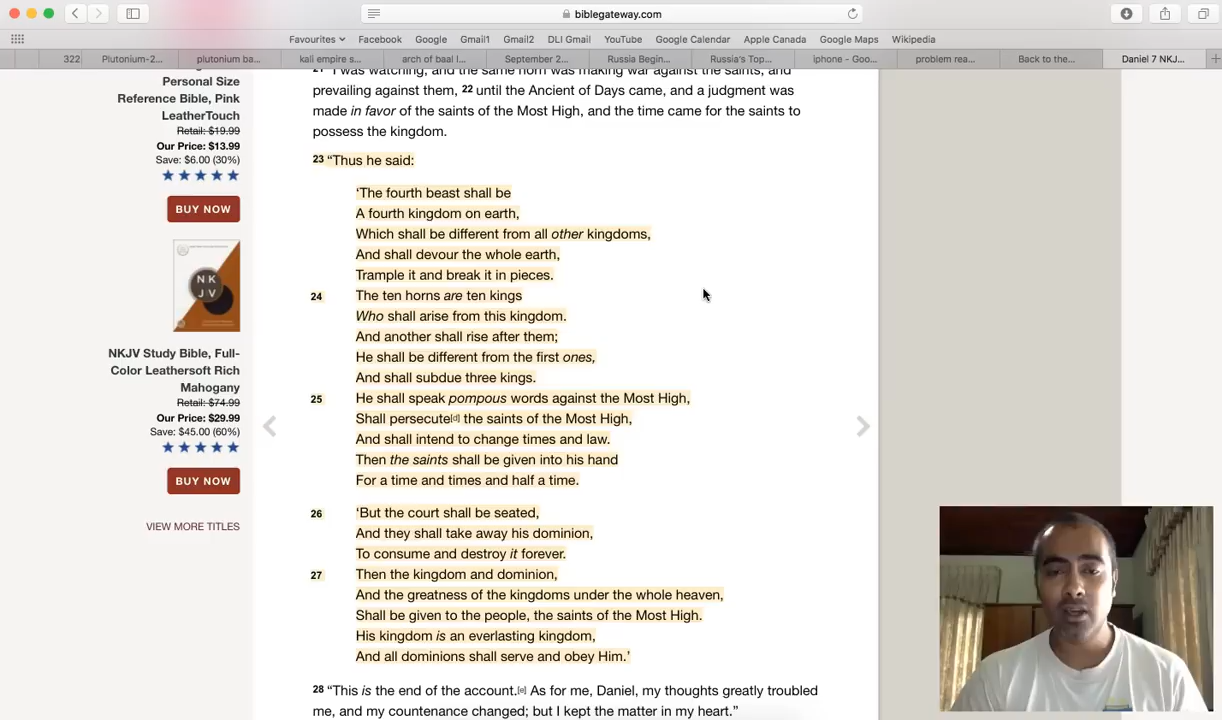 biblegateway.com
Favourites
Facebook
Google
Gmail1
Gmail2
DLI Gmail
YouTube
Google Calendar
Apple Canada
Google Maps
Wikipedia
322
Plutonium-2...
plutonium ba...
kali empire s...
arch of baal l...
September 2...
Russia Begin...
Russia's Top...
iphone - Goo...
problem rea...
Back to the...
Daniel 7 NKJ...
Personal Size
Reference Bible, Pink
LeatherTouch
Retail: $19.99
Our Price: $13.99
Save: $6.00 (30%)
BUY NOW
NK
JV
NKJV Study Bible, Full-
Color Leathersoft Rich
Mahogany
Retail: $74.99
Our Price: $29.99
Save: $45.00 (60%)
BUY NOW
VIEW MORE TITLES
21 "I was watching; and the same horn was making war against the saints, and
prevailing against them, 22 until the Ancient of Days came, and a judgment was
made in favor of the saints of the Most High, and the time came for the saints to
possess the kingdom.
23 “Thus he said:
‘The fourth beast shall be
A fourth kingdom on earth,
Which shall be different from all other kingdoms,
And shall devour the whole earth,
Trample it and break it in pieces.
24 The ten horns are ten kings
Who shall arise from this kingdom.
And another shall rise after them;
He shall be different from the first ones,
And shall subdue three kings.
25 He shall speak pompous words against the Most High,
Shall persecute[d] the saints of the Most High,
And shall intend to change times and law.
Then the saints shall be given into his hand
For a time and times and half a time.
26 ‘But the court shall be seated,
And they shall take away his dominion,
To consume and destroy it forever.
27 Then the kingdom and dominion,
And the greatness of the kingdoms under the whole heaven,
Shall be given to the people, the saints of the Most High.
His kingdom is an everlasting kingdom,
And all dominions shall serve and obey Him.’
28 “This is the end of the account.[e] As for me, Daniel, my thoughts greatly troubled
me, and my countenance changed; but I kept the matter in my heart.”